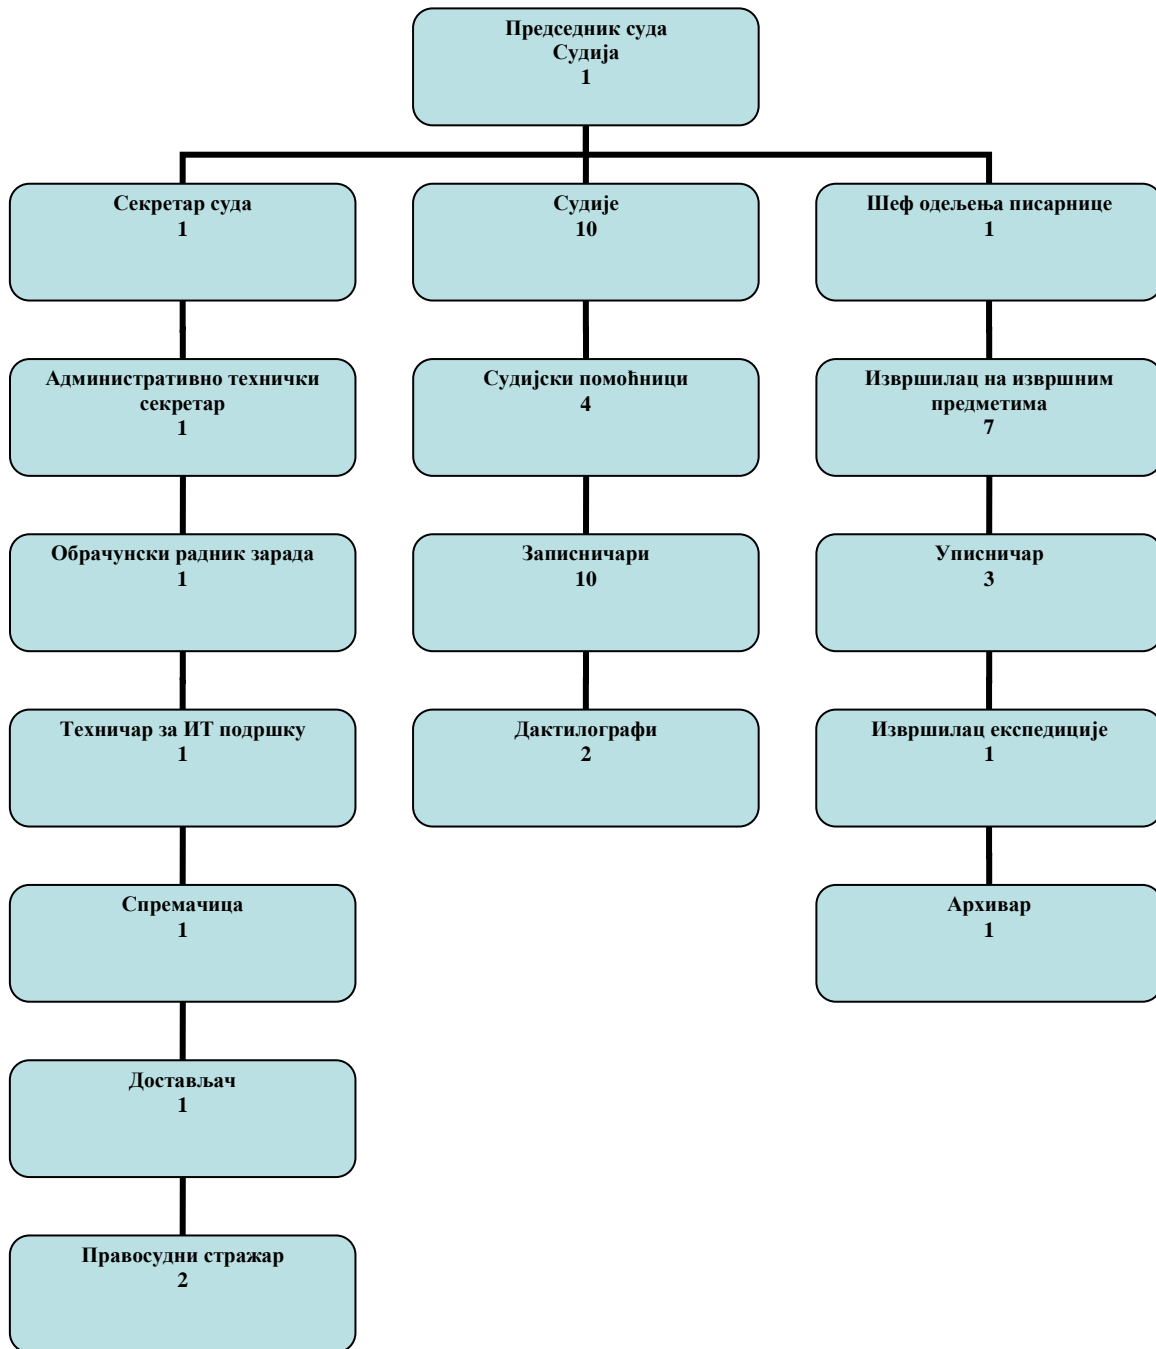 Председник суда
Судија
1
Секретар суда
1
Судије
10
Шеф одељења писарнице
1
Административно технички
секретар
1
Судијски помоћници
4
Извршилац на извршним
предметима
7
Обрачунски радник зарада
1
Записничари
10
Уписничар
3
Техничар за ИТ подршку
1
Дактилографи
2
Извршилац експедиције
1
Спремачица
1
Архивар
1
Достављач
1
Правосудни стражар
2